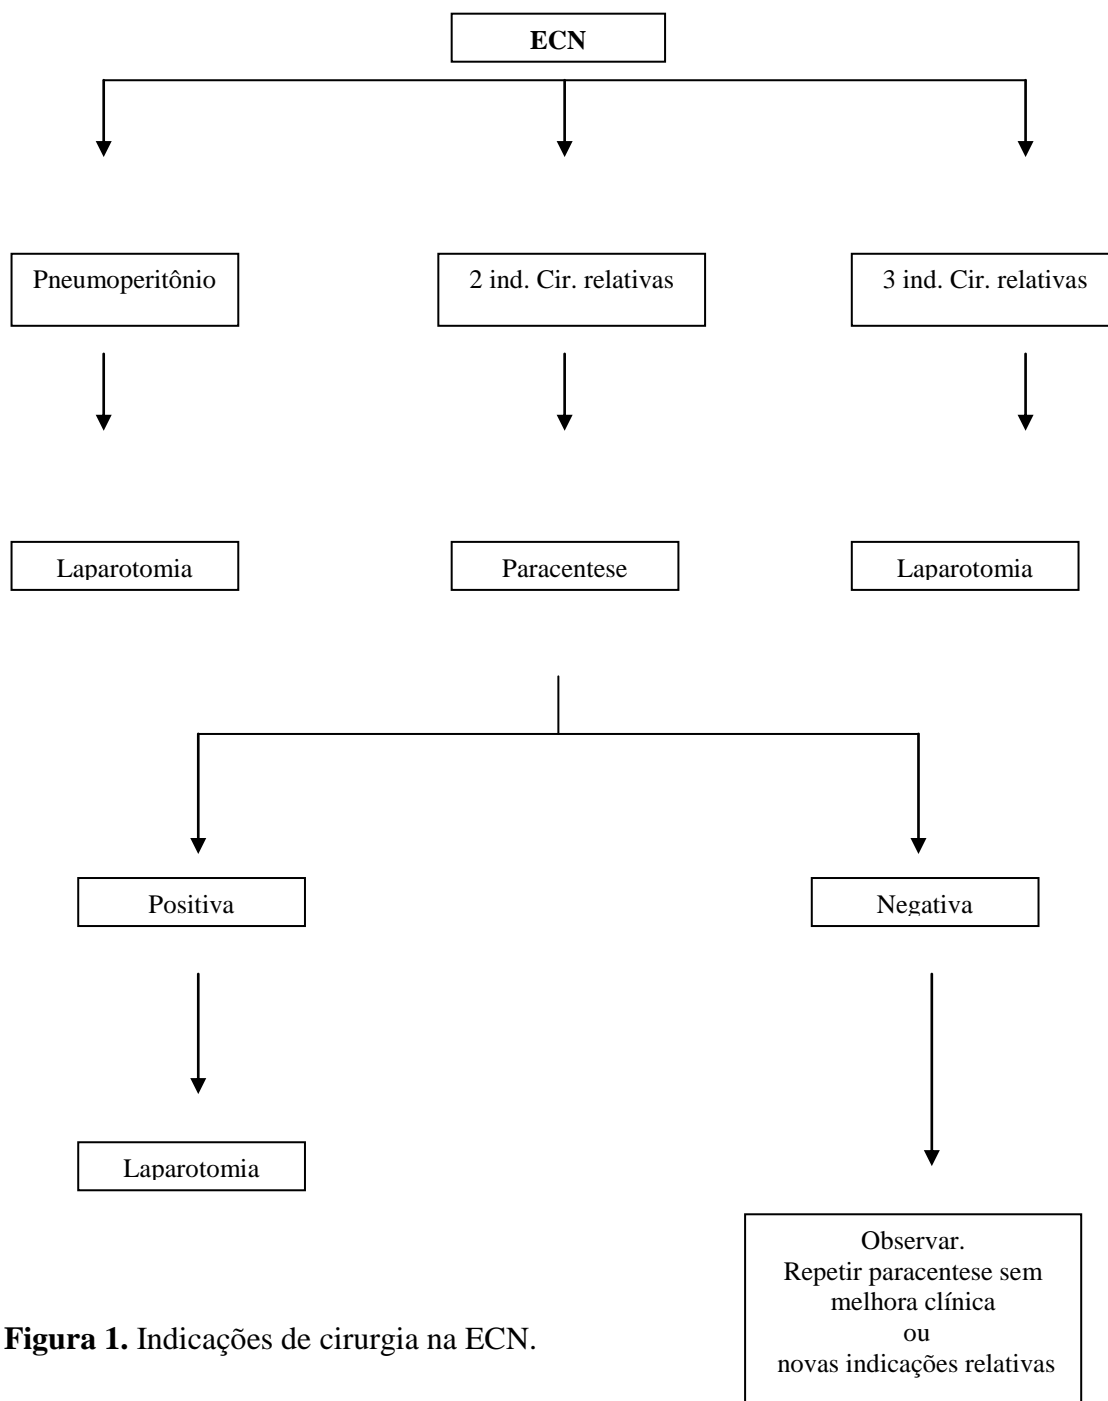 ECN
Pneumoperitônio
2 ind. Cir. relativas
3 ind. Cir. relativas
Laparotomia
Paracentese
Laparotomia
Positiva
Negativa
Laparotomia
Observar.
Repetir paracentese sem
melhora clínica
ou
novas indicações relativas
Figura 1. Indicações de cirurgia na ECN.